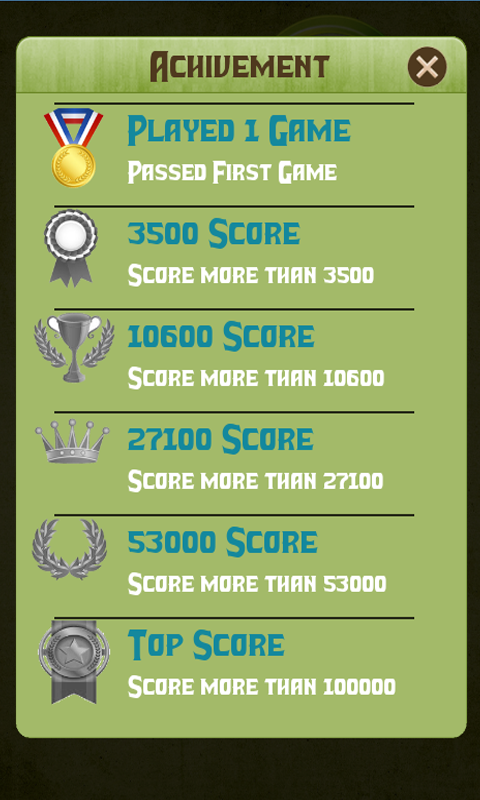 Achivement
Played 1 Game
Passed First Game
3500 Score
Score more than 3500
10600 Score
Score more than 10600
27100 Score
Score more than 27100
53000 Score
Score more than 53000
Top Score
Score more than 100000